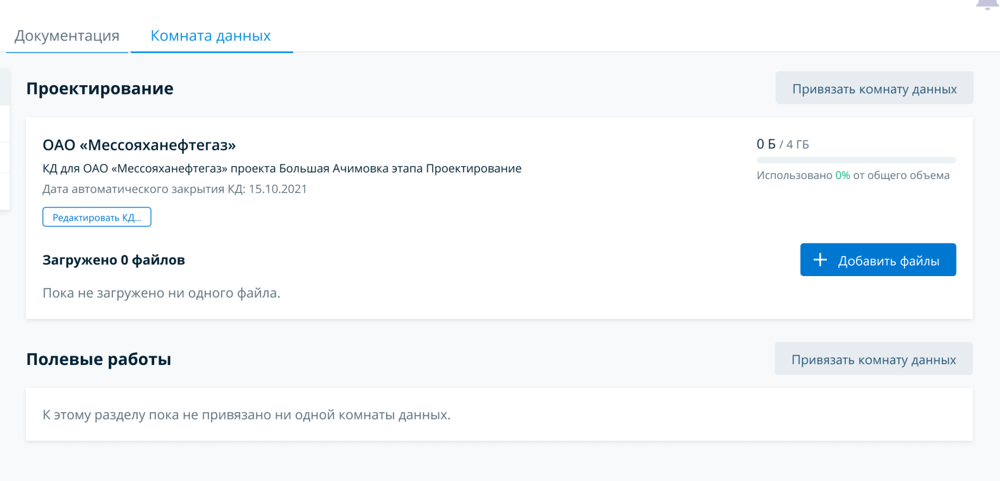 Документация
Комната данных
Проектирование
Привязать комнату данных
ОАО «Мессояханефтегаз»
0 Б / 4 ГБ
КД для ОАО «Мессояханефтегаз» проекта Большая Ачимовка этапа Проектирование
Использовано 0% от общего объема
Дата автоматического закрытия КД: 15.10.2021
Редактировать КД...
Загружено 0 файлов
Добавить файлы
Пока не загружено ни одного файла.
Полевые работы
Привязать комнату данных
К этому разделу пока не привязано ни одной комнаты данных.